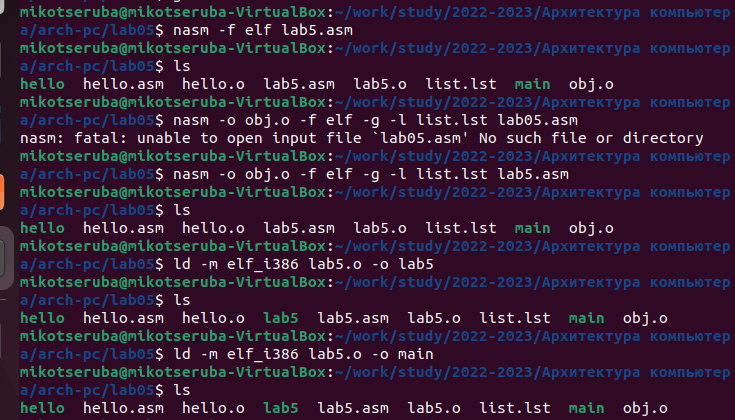 mikotseruba@mikotseruba-VirtualBox:~/work/study/2022-2023/Архитектура компьютер
a/arch-pc/lab05$ nasm -f elf lab5.asm
mikotseruba@mikotseruba-VirtualBox:~/work/study/2022-2023/Архитектура компьютер
a/arch-pc/lab05$ ls
hello  hello.asm  hello.o  lab5.asm  lab5.o  list.lst  main  obj.o
mikotseruba@mikotseruba-VirtualBox:~/work/study/2022-2023/Архитектура компьютер
a/arch-pc/lab05$ nasm -o obj.o -f elf -g -l list.lst lab05.asm
nasm: fatal: unable to open input file `lab05.asm' No such file or directory
mikotseruba@mikotseruba-VirtualBox:~/work/study/2022-2023/Архитектура компьютер
a/arch-pc/lab05$ nasm -o obj.o -f elf -g -l list.lst lab5.asm
mikotseruba@mikotseruba-VirtualBox:~/work/study/2022-2023/Архитектура компьютер
a/arch-pc/lab05$ ls
hello  hello.asm  hello.o  lab5.asm  lab5.o  list.lst  main  obj.o
mikotseruba@mikotseruba-VirtualBox:~/work/study/2022-2023/Архитектура компьютер
a/arch-pc/lab05$ ld -m elf_i386 lab5.o -o lab5
mikotseruba@mikotseruba-VirtualBox:~/work/study/2022-2023/Архитектура компьютер
a/arch-pc/lab05$ ls
hello  hello.asm  hello.o  lab5  lab5.asm  lab5.o  list.lst  main  obj.o
mikotseruba@mikotseruba-VirtualBox:~/work/study/2022-2023/Архитектура компьютер
a/arch-pc/lab05$ ld -m elf_i386 lab5.o -o main
mikotseruba@mikotseruba-VirtualBox:~/work/study/2022-2023/Архитектура компьютер
a/arch-pc/lab05$ ls
hello  hello.asm  hello.o  lab5  lab5.asm  lab5.o  list.lst  main  obj.o